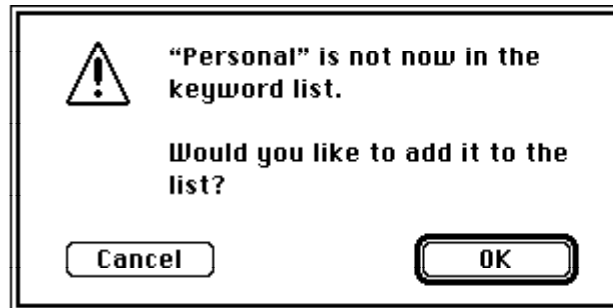 “Personal” is not now in the
keyword list.
Would you like to add it to the
list?
Cancel
OK